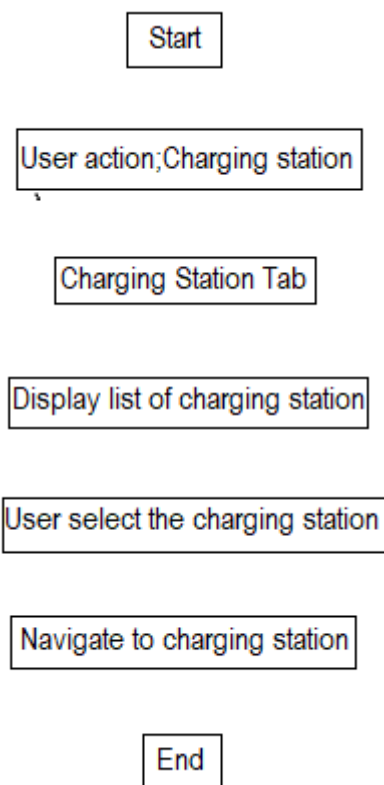 Start
User action;Charging station
Charging Station Tab
Display list of charging station
User select the charging station
Navigate to charging station
End